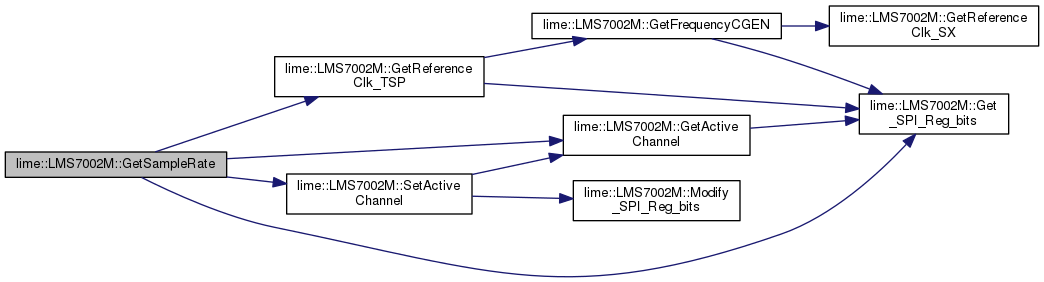 lime::LMS7002M::GetFrequencyCGEN
lime::LMS7002M::GetReference
Clk_SX
lime::LMS7002M::GetReference
Clk_TSP
lime::LMS7002M::Get
_SPI_Reg_bits
lime::LMS7002M::GetActive
Channel
lime::LMS7002M::GetSampleRate
lime::LMS7002M::SetActive
Channel
lime::LMS7002M::Modify
_SPI_Reg_bits